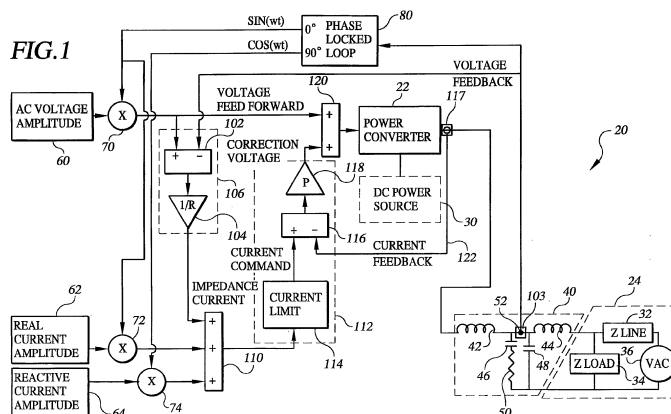 FIG.1
SIN(wt)
COS(wt)
0° PHASE
LOCKED
90° LOOP
80
VOLTAGE
FEEDBACK
AC VOLTAGE
AMPLITUDE
60
X
70
VOLTAGE
FEED FORWARD
120
+
+
22
POWER
CONVERTER
117
20
102
+ -
CORRECTION
VOLTAGE
106
1/R
104
118
P
DC POWER
SOURCE
30
+ -
116
CURRENT
COMMAND
CURRENT
FEEDBACK
122
IMPEDANCE
CURRENT
CURRENT
LIMIT
112
114
62
REAL
CURRENT
AMPLITUDE
72
X
+
+
+
110
REACTIVE
CURRENT
AMPLITUDE
64
X
74
52
103
40
24
32
Z LINE
42
44
46
48
50
Z LOAD
34
36
VAC